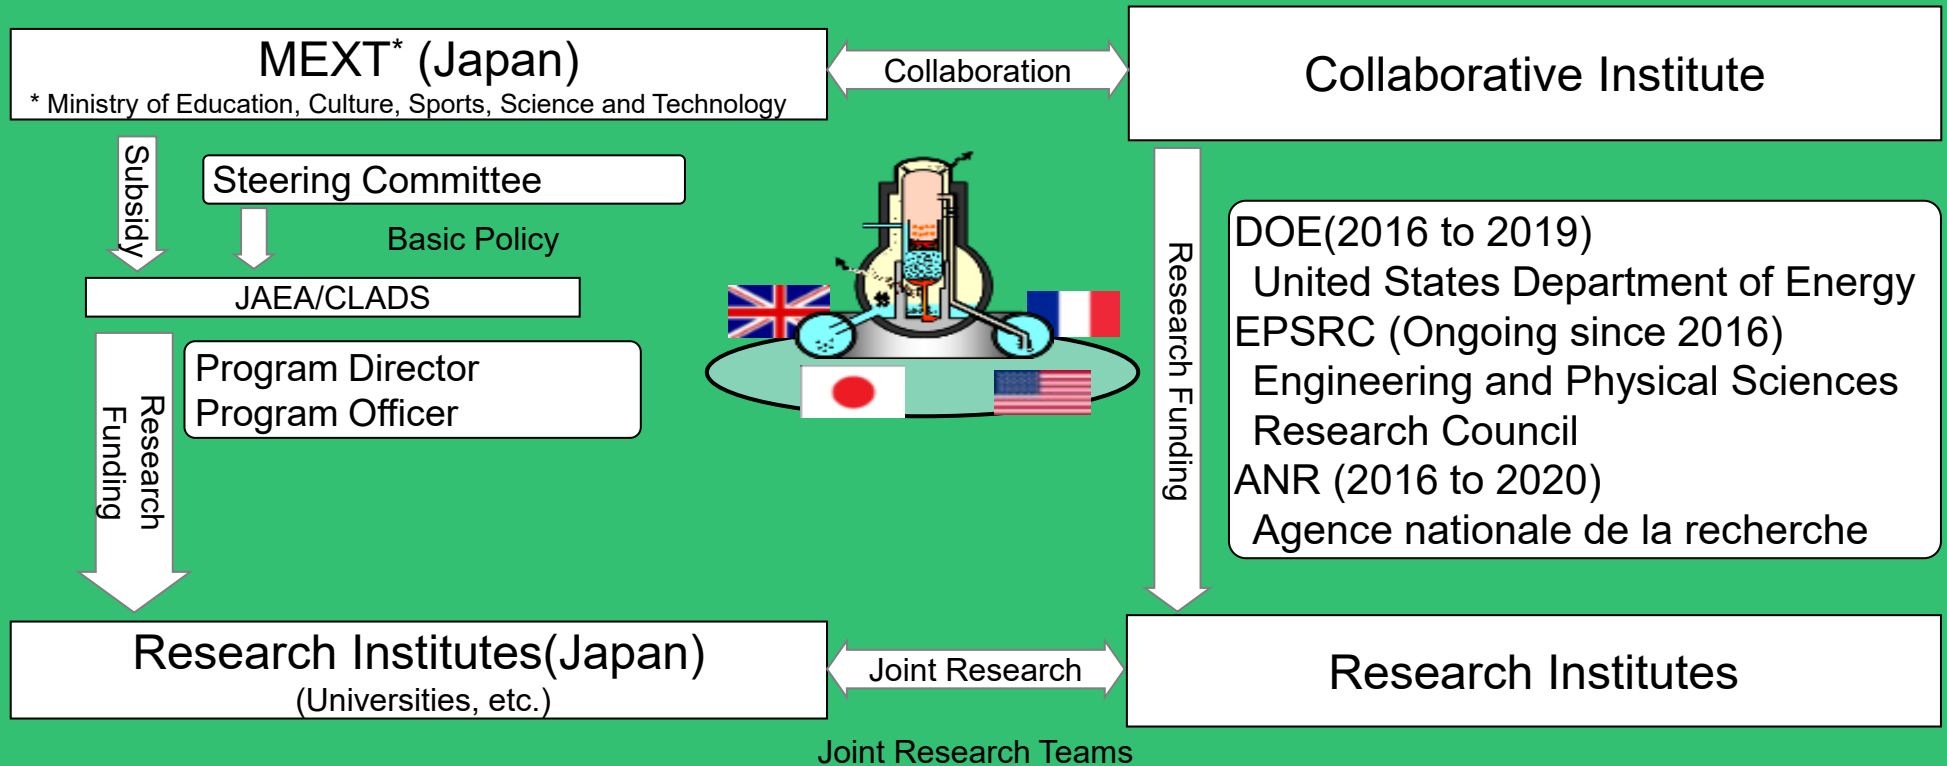 MEXT* (Japan)
* Ministry of Education, Culture, Sports, Science and Technology
Collaboration
Collaborative Institute
Subsidy
Steering Committee
Basic Policy
JAEA/CLADS
Program Director
Program Officer
Research
Funding
Research Funding
DOE(2016 to 2019)
United States Department of Energy
EPSRC (Ongoing since 2016)
Engineering and Physical Sciences
Research Council
ANR (2016 to 2020)
Agence nationale de la recherche
Research Institutes(Japan)
(Universities, etc.)
Joint Research
Research Institutes
Joint Research Teams